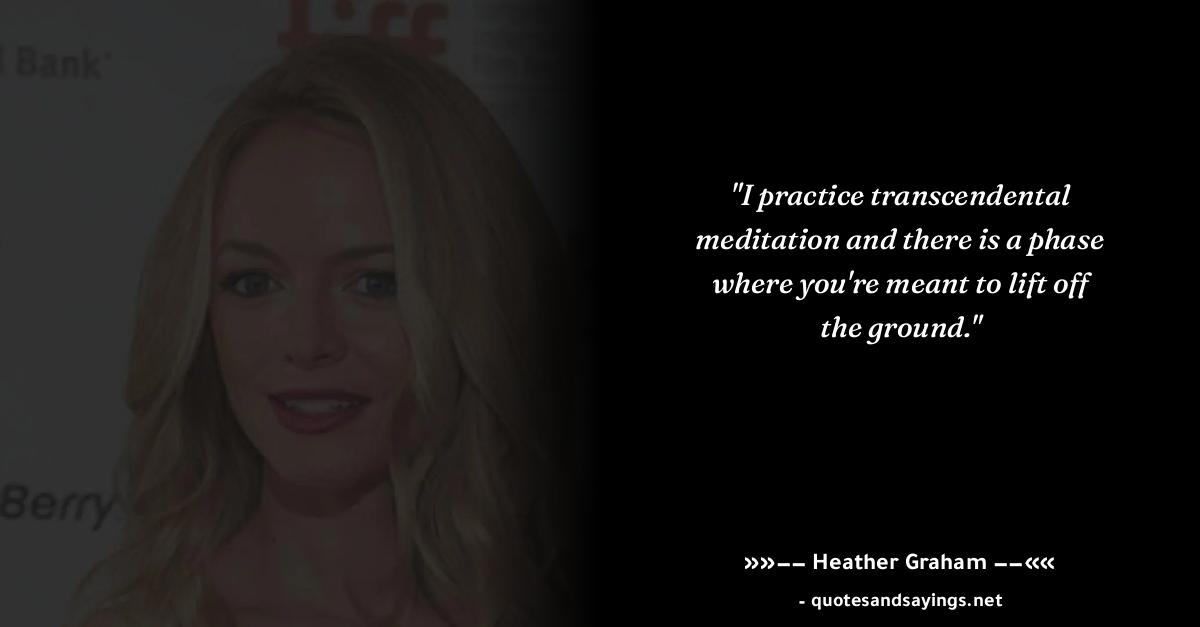 tiff
Bank
Berry
"I practice transcendental
meditation and there is a phase
where you're meant to lift off
the ground."
»»−− Heather Graham −−««
- quotesandsayings.net